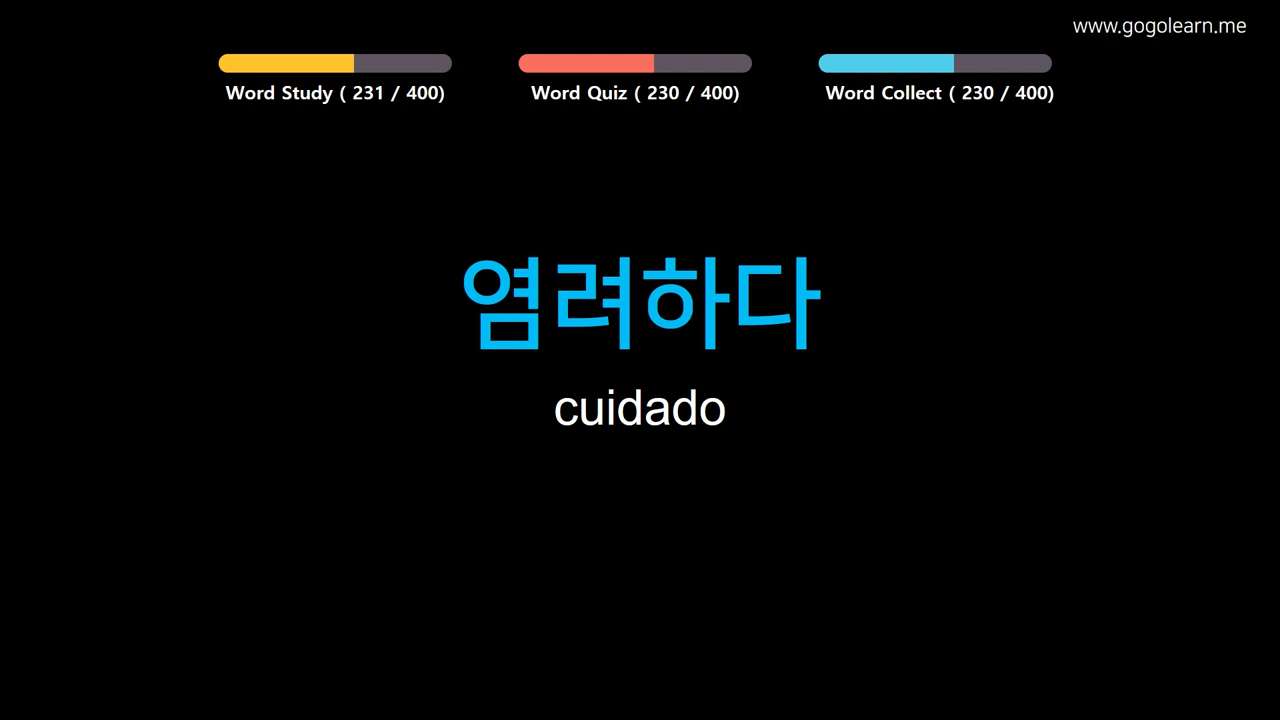 www.gogolearn.me
Word Study ( 231 / 400)
Word Quiz ( 230 / 400)
Word Collect ( 230 / 400)
염려하다
cuidado